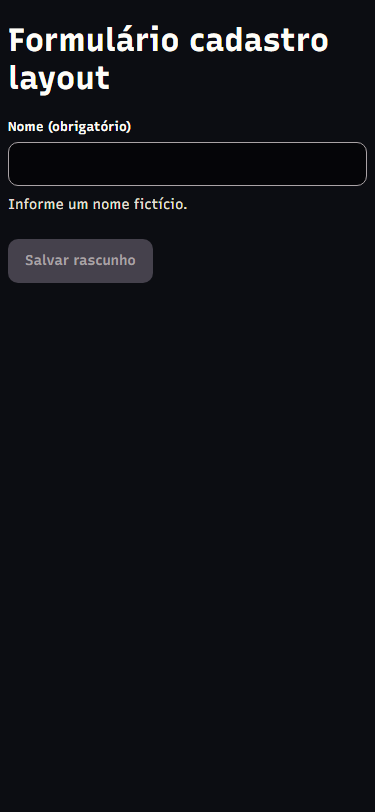 Formulário cadastro
layout
Nome (obrigatório)
Informe um nome fictício.
Salvar rascunho